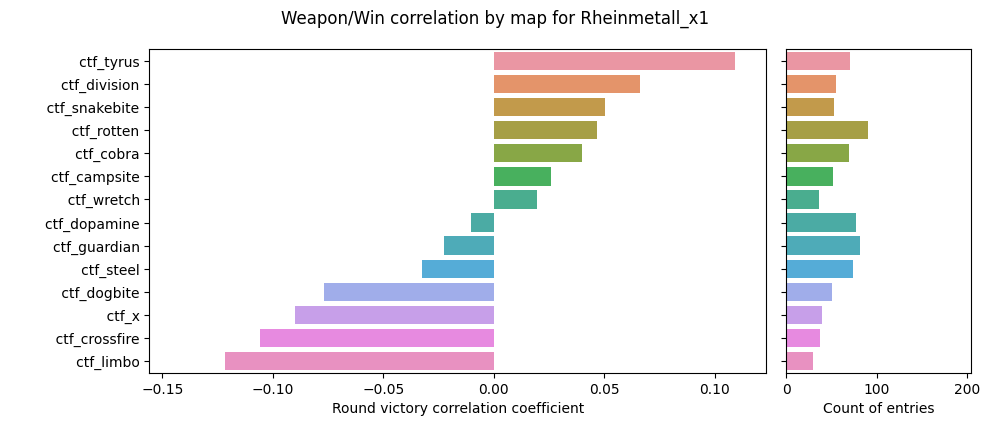 Weapon/Win correlation by map for Rheinmetall_x1
ctf_tyrus
ctf_division
ctf_snakebite
ctf_rotten
ctf_cobra
ctf_campsite
ctf_wretch
ctf_dopamine
ctf_guardian
ctf_steel
ctf_dogbite
ctf_x
ctf_crossfire
ctf_limbo
−0.15 −0.10 −0.05 0.00 0.05 0.10
Round victory correlation coefficient
0 100 200
Count of entries